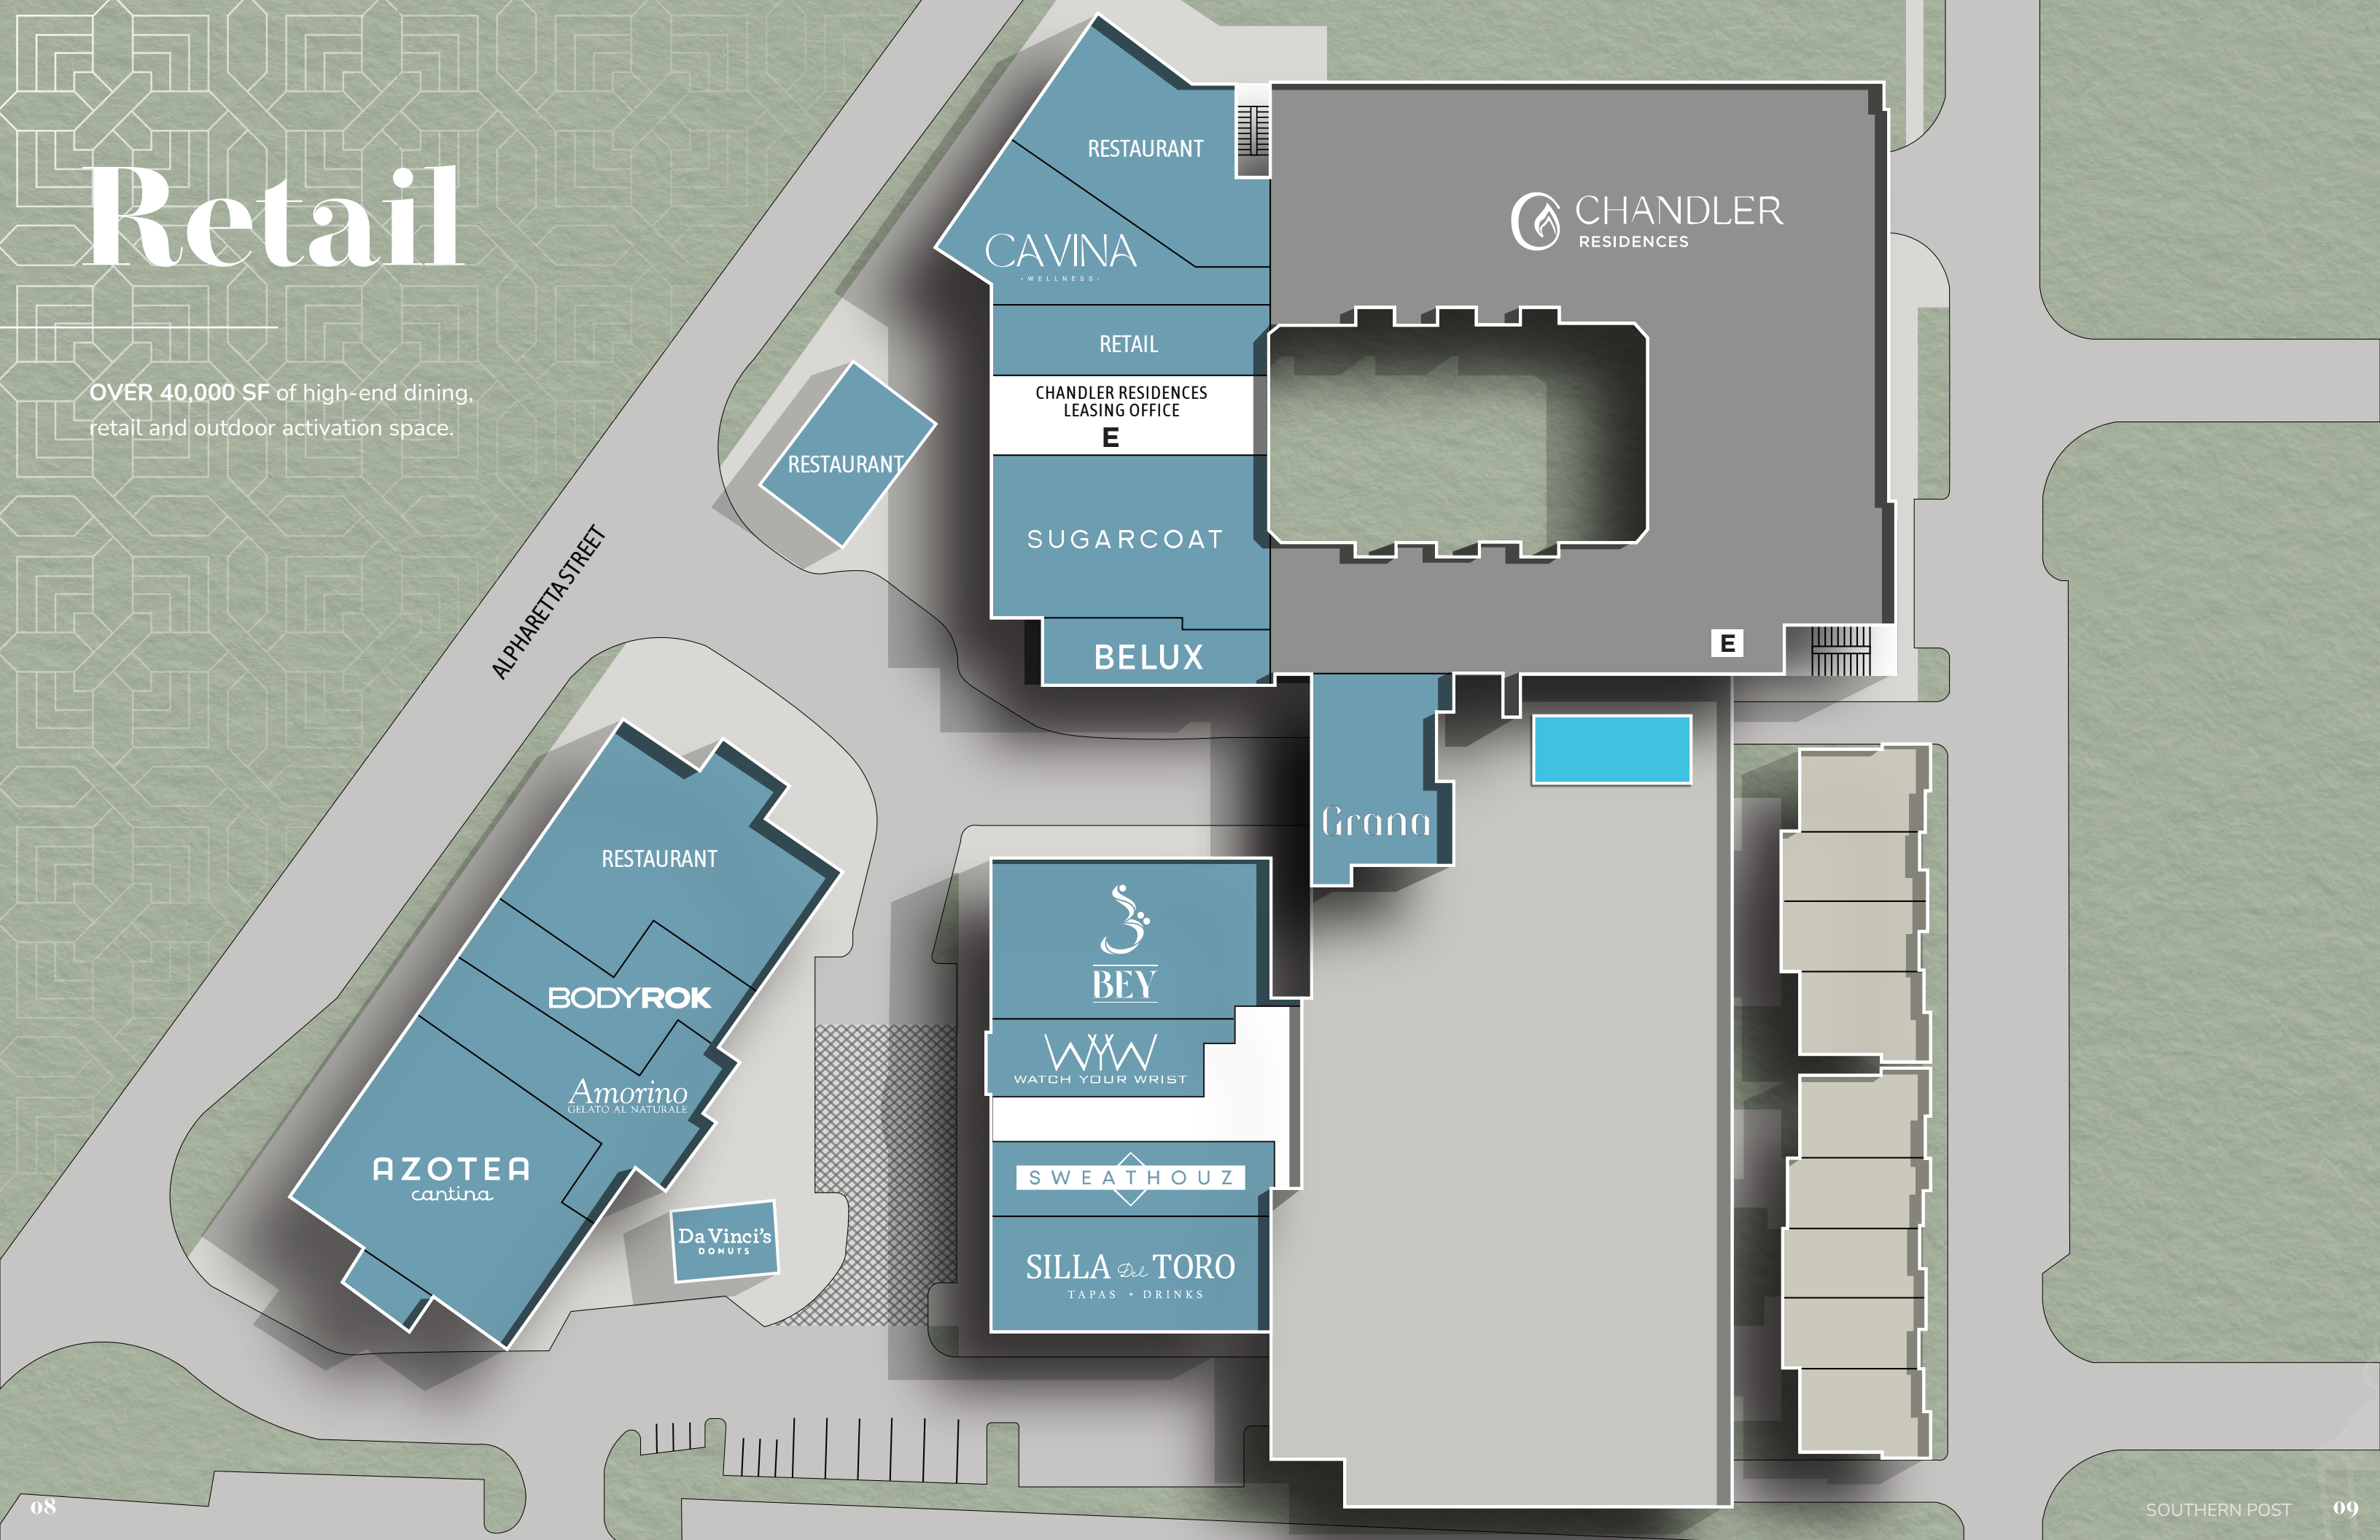 Retail
OVER 40,000 SF of high-end dining,
retail and outdoor activation space.
ALPHARETTA STREET
RESTAURANT
CAVINA
- WELLNESS -
RETAIL
CHANDLER RESIDENCES
LEASING OFFICE
E
SUGARCOAT
BELUX
RESTAURANT
CHANDLER
RESIDENCES
E
Grana
RESTAURANT
BODYROK
Amorino
GELATO AL NATURALE
AZOTEA
cantina
Da Vinci's
DONUTS
BEY
WYW
WATCH YOUR WRIST
SWEATHOUZ
SILLA Del TORO
TAPAS + DRINKS
08
SOUTHERN POST 09